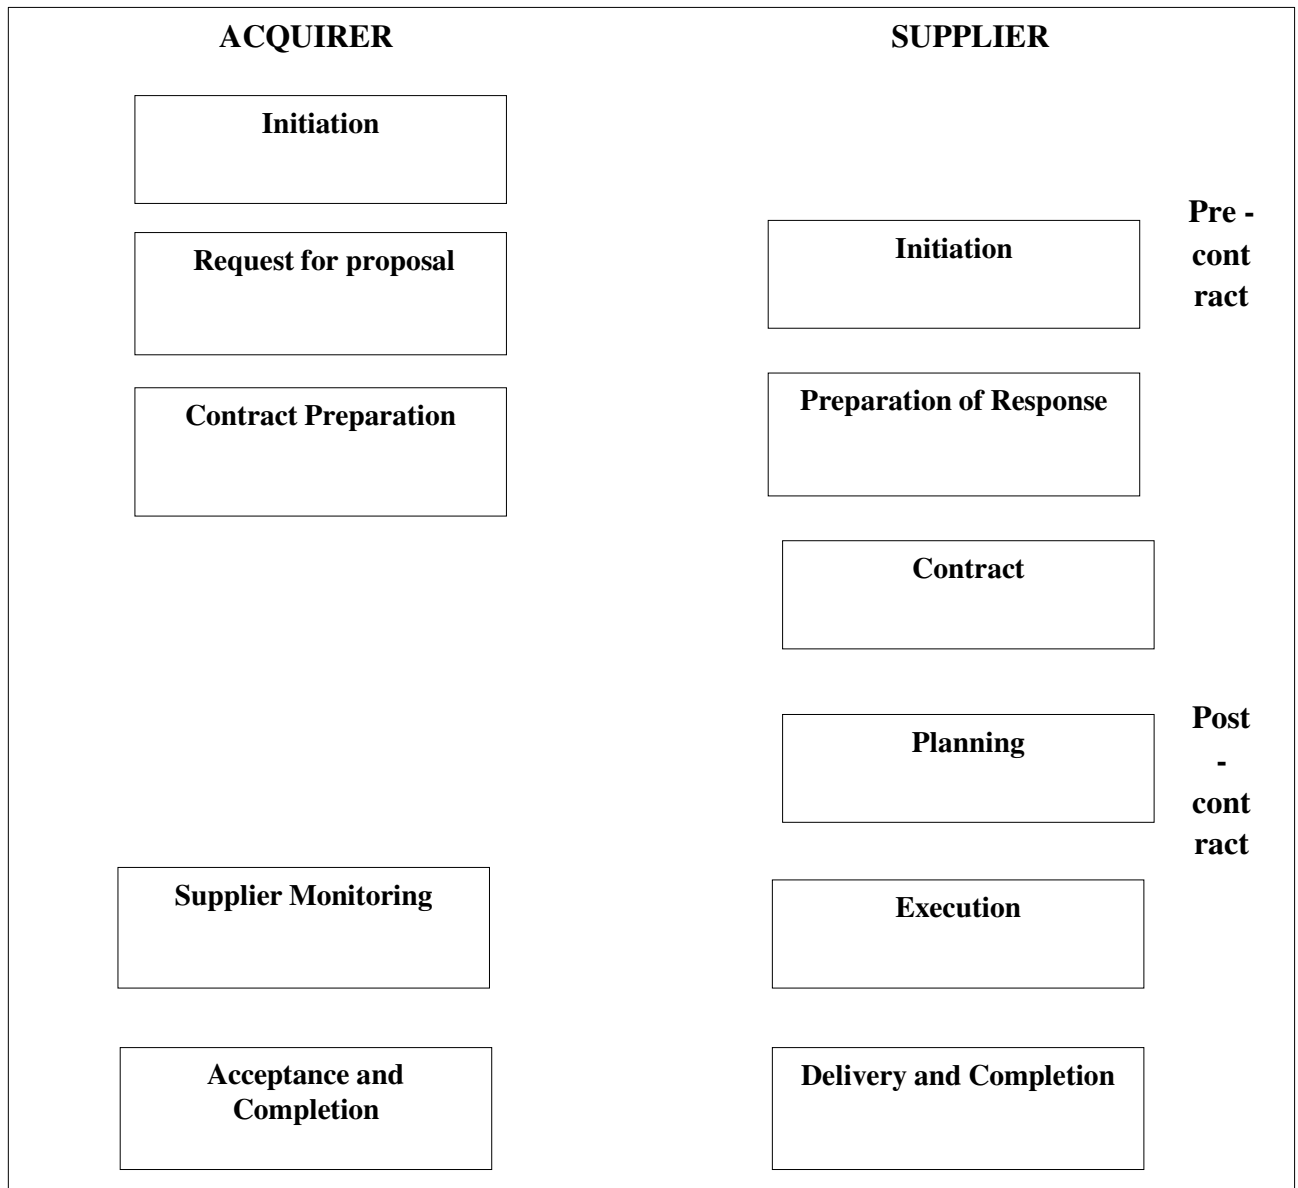 ACQUIRER
SUPPLIER
Initiation
Request for proposal
Initiation
Pre -
cont
ract
Contract Preparation
Preparation of Response
Contract
Planning
Post
-
cont
ract
Supplier Monitoring
Execution
Acceptance and
Completion
Delivery and Completion